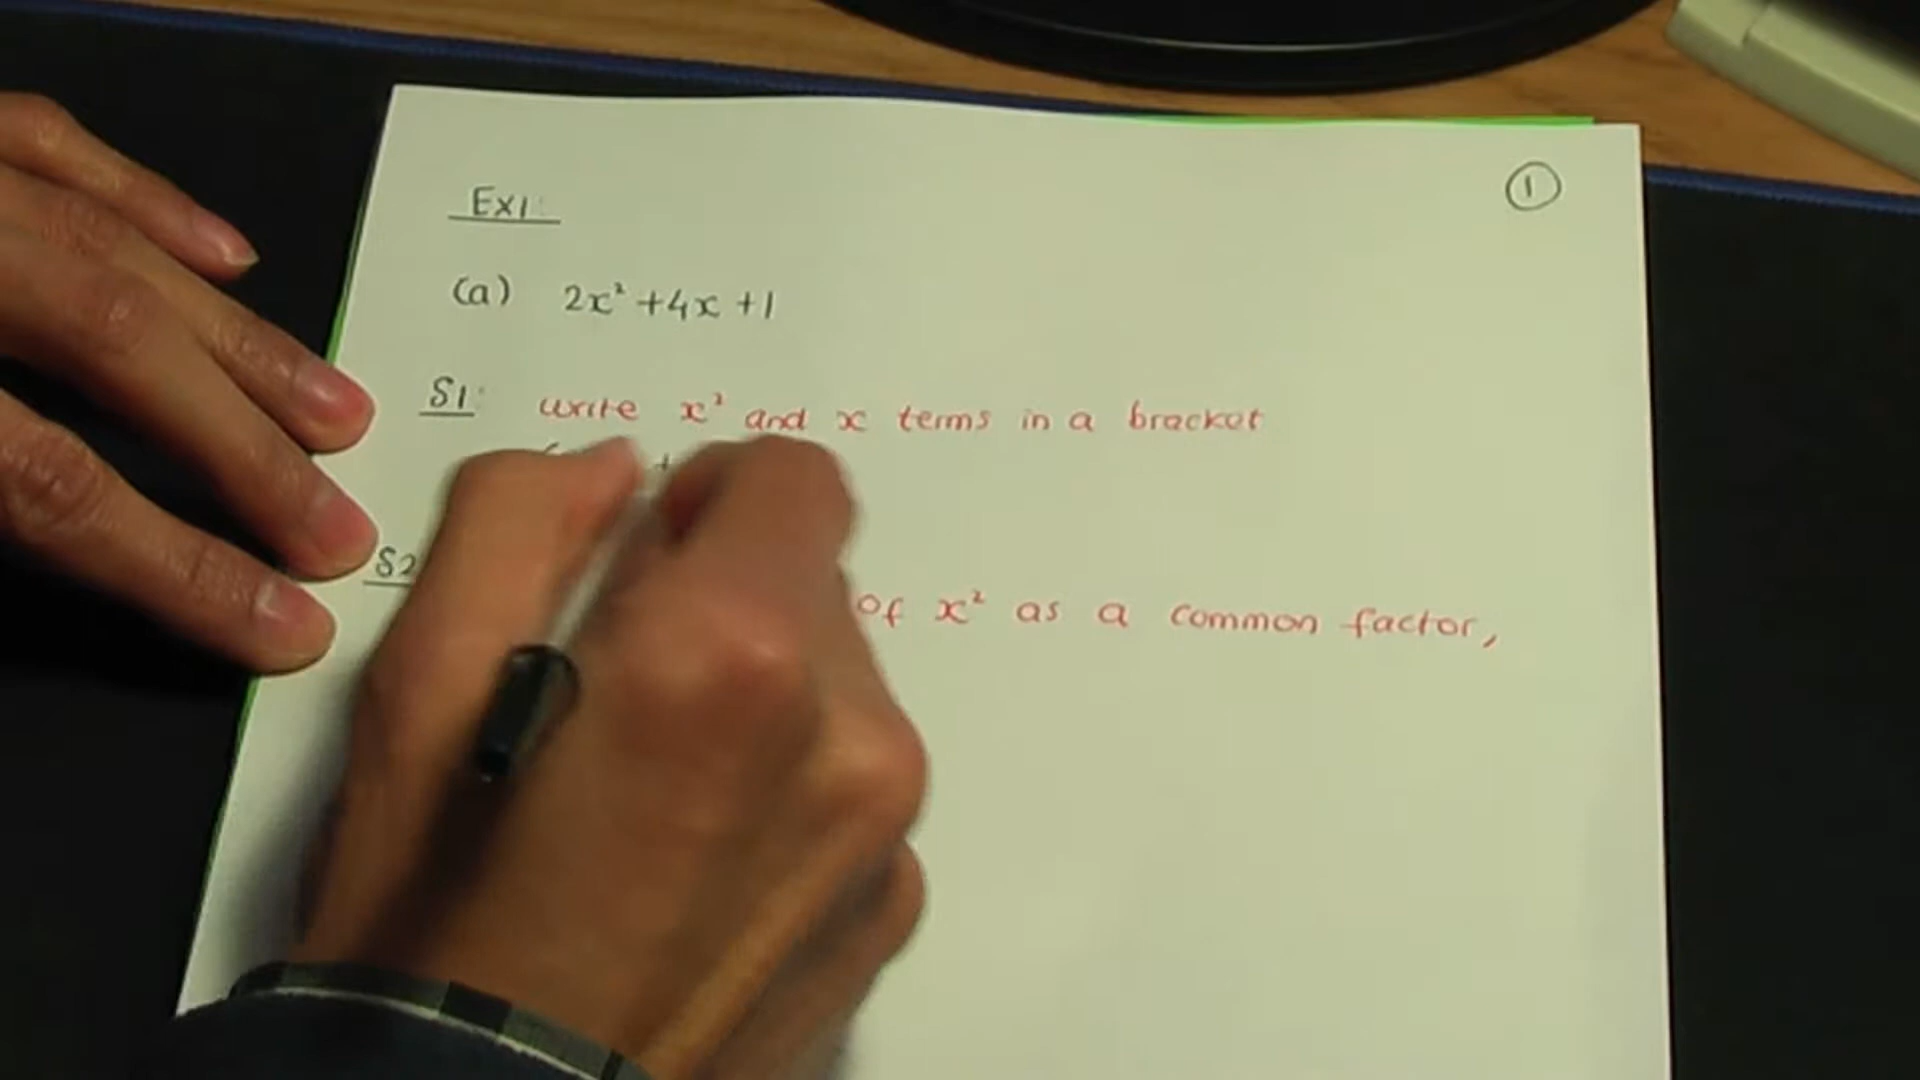 ①
Ex1:
(a) 2x² +4x +1
S1: write x² and x terms in a bracket
( +
S2 of x² as a common factor,